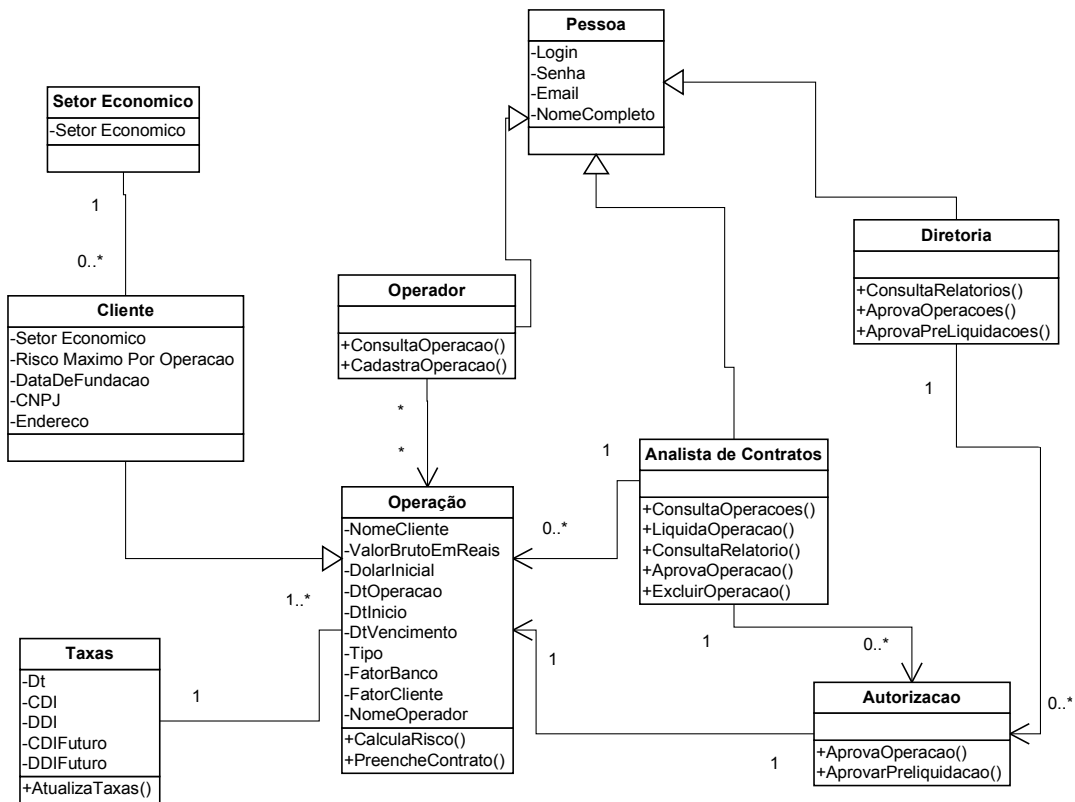 Pessoa
-Login
-Senha
-Email
-NomeCompleto
Setor Economico
-Setor Economico
1
0..*
Cliente
-Setor Economico
-Risco Maximo Por Operacao
-DataDeFundacao
-CNPJ
-Endereco
Operador
+ConsultaOperacao()
+CadastraOperacao()
*
*
Diretoria
+ConsultaRelatorios()
+AprovaOperacoes()
+AprovaPreLiquidacoes()
1
0..*
Analista de Contratos
+ConsultaOperacoes()
+LiquidaOperacao()
+ConsultaRelatorio()
+AprovaOperacao()
+ExcluirOperacao()
1
0..*
1
0..*
Operação
-NomeCliente
-ValorBrutoEmReais
-DolarInicial
-DtOperacao
-DtInicio
-DtVencimento
-Tipo
-FatorBanco
-FatorCliente
-NomeOperador
+CalculaRisco()
+PreencheContrato()
1..*
1
Taxas
-Dt
-CDI
-DDI
-CDIFuturo
-DDIFuturo
+AtualizaTaxas()
1
1
Autorizacao
+AprovaOperacao()
+AprovarPreliquidacao()